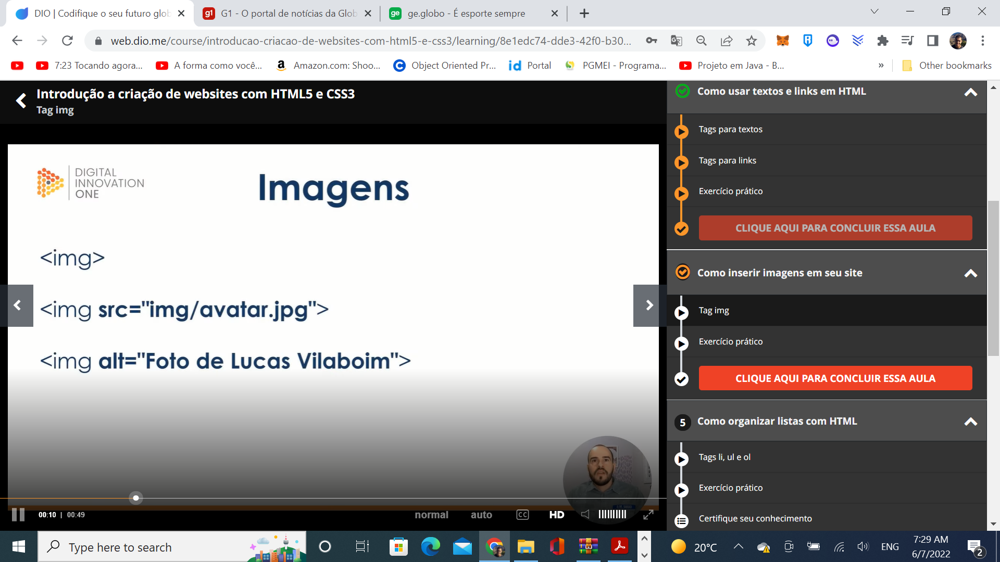 DIO | Codifique o seu futuro glob
G1 - O portal de notícias da Glob
ge.globo - É esporte sempre
web.dio.me/course/introducao-criacao-de-websites-com-html5-e-css3/learning/8e1edc74-dde3-42f0-b30...
7:23 Tocando agora...
A forma como você...
Amazon.com: Shoo...
Object Oriented Pr...
Portal
PGMEI - Programa...
Projeto em Java - B...
»
Other bookmarks
Introdução a criação de websites com HTML5 e CSS3
Tag img
DIGITAL
INNOVATION
ONE
Imagens
<img>
<img src="img/avatar.jpg">
<img alt="Foto de Lucas Vilaboim">
00:10 | 00:49
normal
auto
CC
HD
Como usar textos e links em HTML
Tags para textos
Tags para links
Exercício prático
CLIQUE AQUI PARA CONCLUIR ESSA AULA
Como inserir imagens em seu site
Tag img
Exercício prático
CLIQUE AQUI PARA CONCLUIR ESSA AULA
5 Como organizar listas com HTML
Tags li, ul e ol
Exercício prático
Certifique seu conhecimento
Type here to search
20°C
ENG
7:29 AM
6/7/2022
2